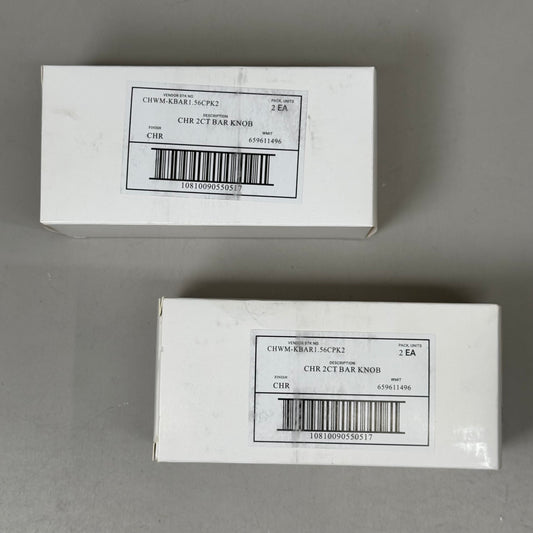 VENDOR STK NO
PACK. UNITS
CHWM-KBAR1.56CPK2
2 EA
DESCRIPTION
CHR 2CT BAR KNOB
FINISH
WMIT
CHR
659611496
10810090550517
VENDOR STK NO
PACK. UNITS
CHWM-KBAR1.56CPK2
2 EA
DESCRIPTION
CHR 2CT BAR KNOB
FINISH
WMIT
CHR
659611496
10810090550517